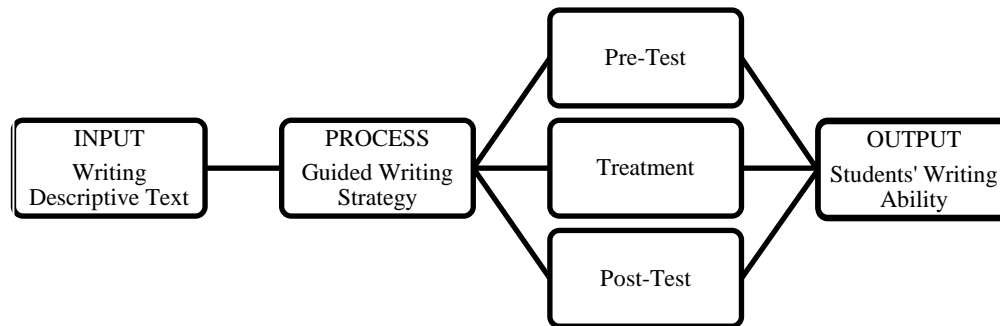 INPUT
Writing
Descriptive Text
PROCESS
Guided Writing
Strategy
Pre-Test
Treatment
Post-Test
OUTPUT
Students' Writing
Ability